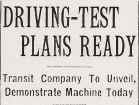 DRIVING-TEST
PLANS READY
Transit Company To Unveil,
Demonstrate Machine Today